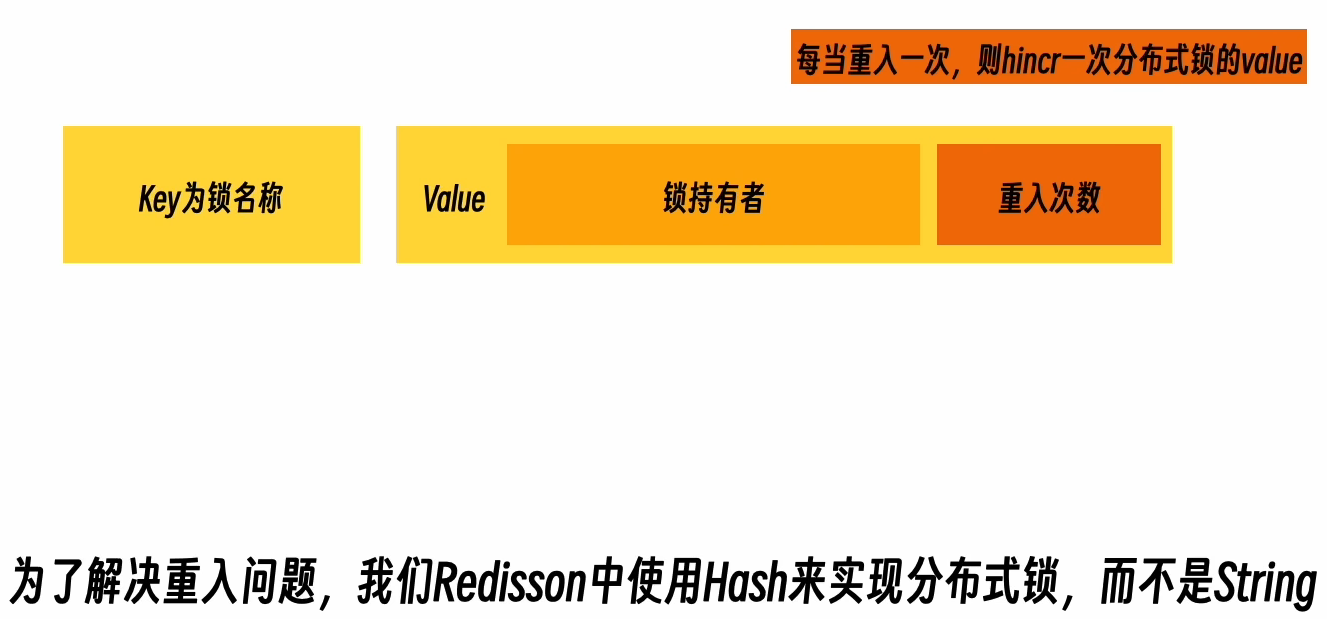 每当重入一次，则hincr一次分布式锁的value
Key为锁名称
Value
锁持有者
重入次数
为了解决重入问题，我们Redisson中使用Hash来实现分布式锁，而不是String